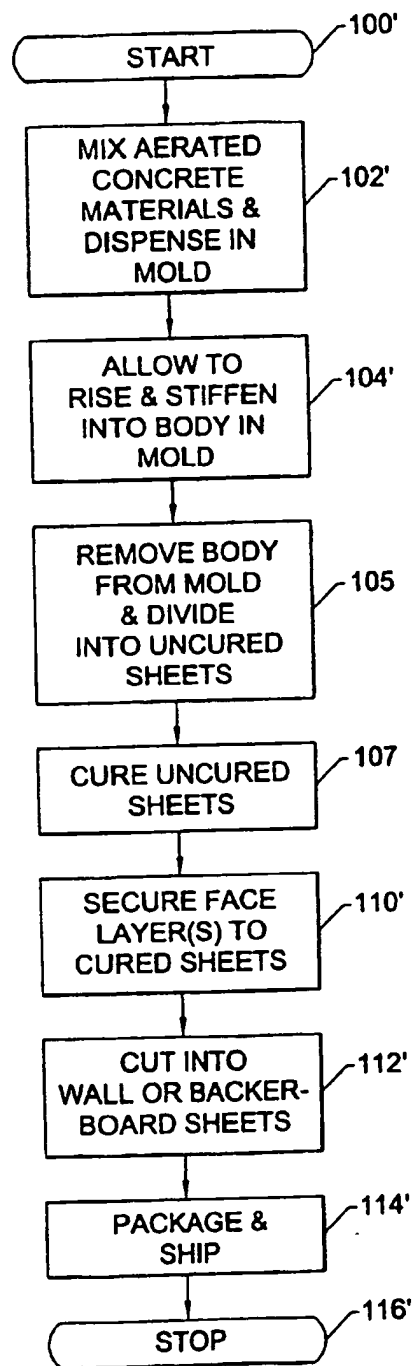 START
100'
MIX AERATED
CONCRETE
MATERIALS &
DISPENSE IN
MOLD
102'
ALLOW TO
RISE & STIFFEN
INTO BODY IN
MOLD
104'
REMOVE BODY
FROM MOLD
& DIVIDE
INTO UNCURED
SHEETS
105
CURE UNCURED
SHEETS
107
SECURE FACE
LAYER(S) TO
CURED SHEETS
110'
CUT INTO
WALL OR BACKER-
BOARD SHEETS
112'
PACKAGE &
SHIP
114'
STOP
116'